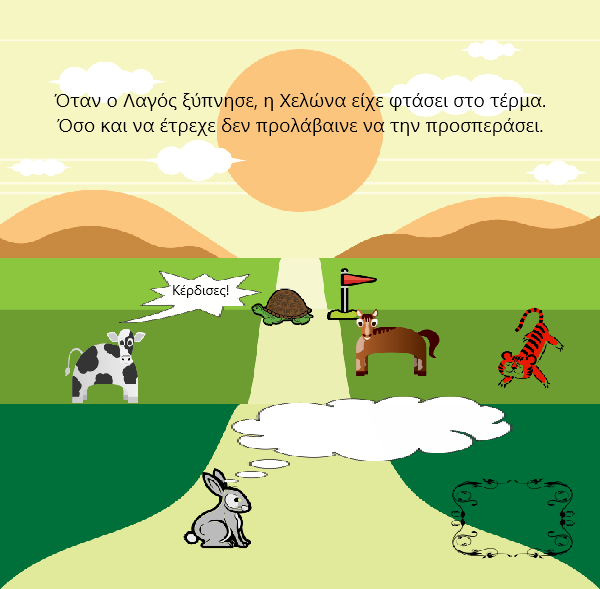 Όταν ο Λαγός ξύπνησε, η Χελώνα είχε φτάσει στο τέρμα.
Όσο και να έτρεχε δεν προλάβαινε να την προσπεράσει.
Κέρδισες!